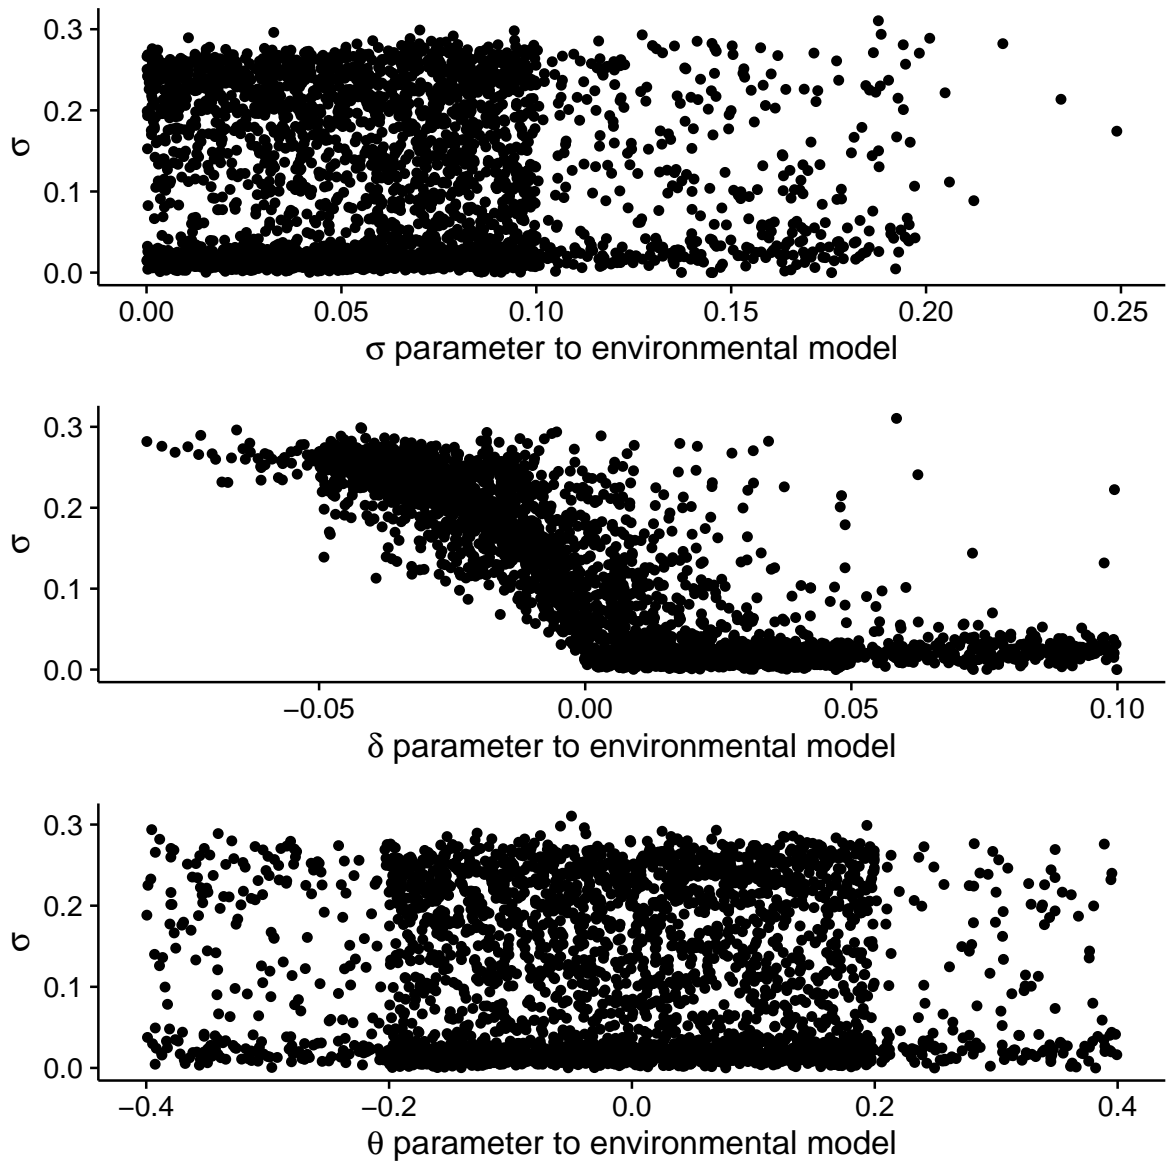 0.3
0.2
σ
0.1
0.0
0.00 0.05 0.10 0.15 0.20 0.25
σ parameter to environmental model
0.3
0.2
σ
0.1
0.0
−0.05 0.00 0.05 0.10
δ parameter to environmental model
0.3
0.2
σ
0.1
0.0
−0.4 −0.2 0.0 0.2 0.4
θ parameter to environmental model